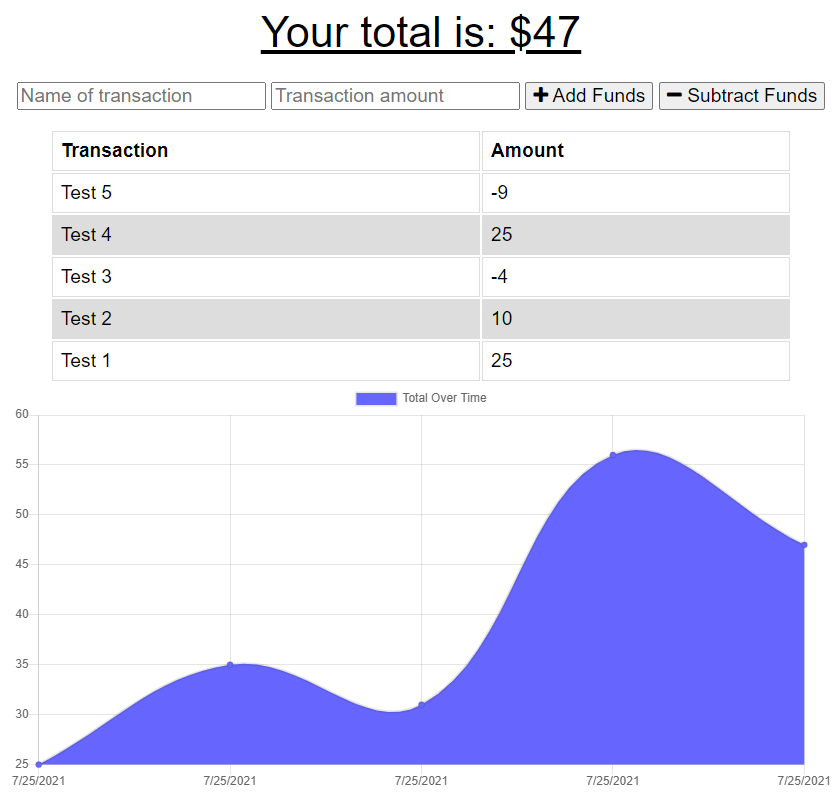 Your total is: $47
Name of transaction Transaction amount Add Funds Subtract Funds
Transaction Amount
Test 5 -9
Test 4 25
Test 3 -4
Test 2 10
Test 1 25
Total Over Time
60
55
50
45
40
35
30
25
7/25/2021 7/25/2021 7/25/2021 7/25/2021 7/25/2021